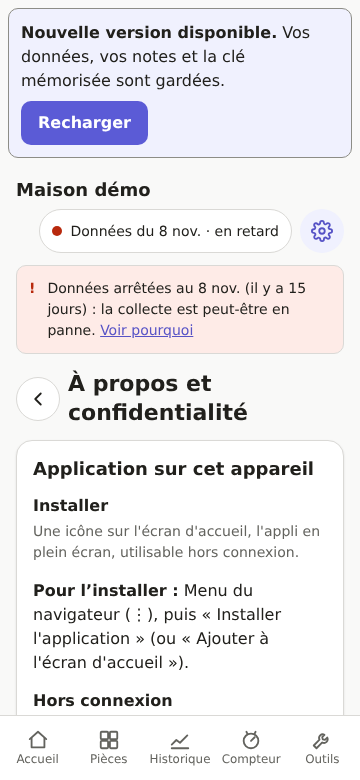 Nouvelle version disponible. Vos
données, vos notes et la clé
mémorisée sont gardées.
Recharger
Maison démo
Données du 8 nov. · en retard
! Données arrêtées au 8 nov. (il y a 15
jours) : la collecte est peut-être en
panne. Voir pourquoi
À propos et
confidentialité
Application sur cet appareil
Installer
Une icône sur l'écran d'accueil, l'appli en
plein écran, utilisable hors connexion.
Pour l’installer : Menu du
navigateur (⋮), puis « Installer
l'application » (ou « Ajouter à
l'écran d'accueil »).
Hors connexion
Accueil Pièces Historique Compteur Outils